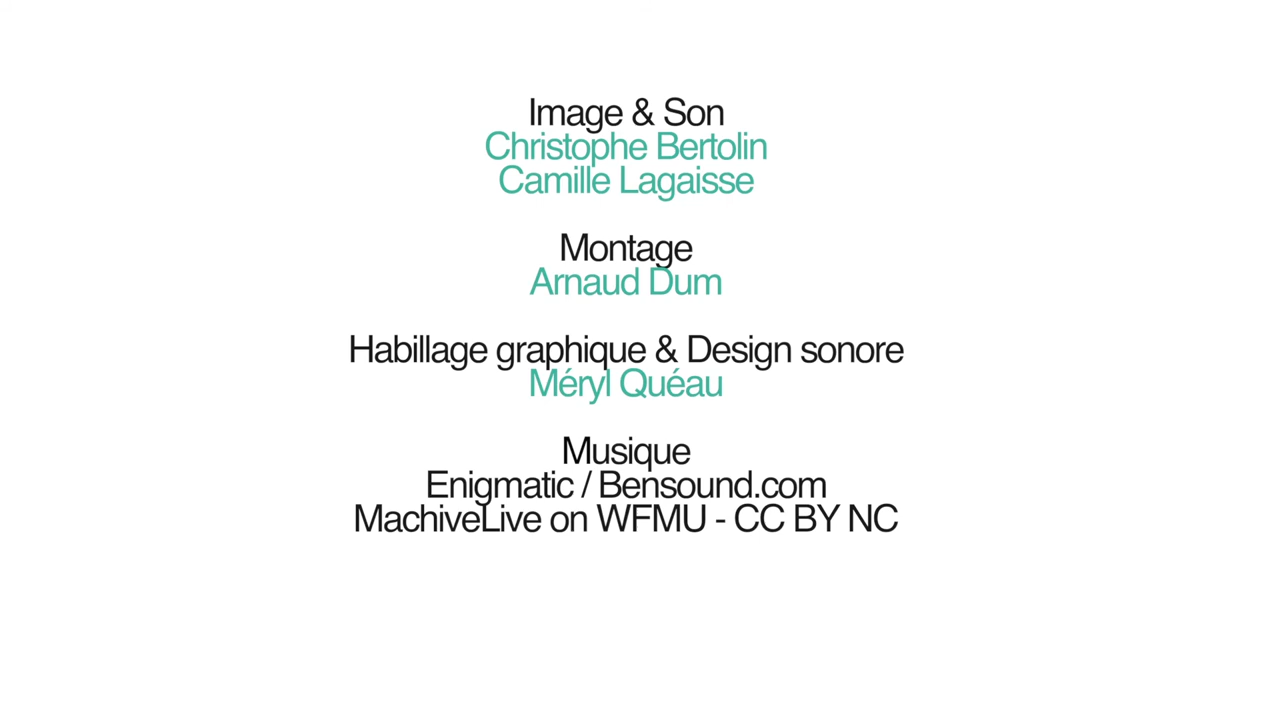 Image & Son
Christophe Bertolin
Camille Lagaisse
Montage
Arnaud Dum
Habillage graphique & Design sonore
Méryl Quéau
Musique
Enigmatic / Bensound.com
MachiveLive on WFMU - CC BY NC